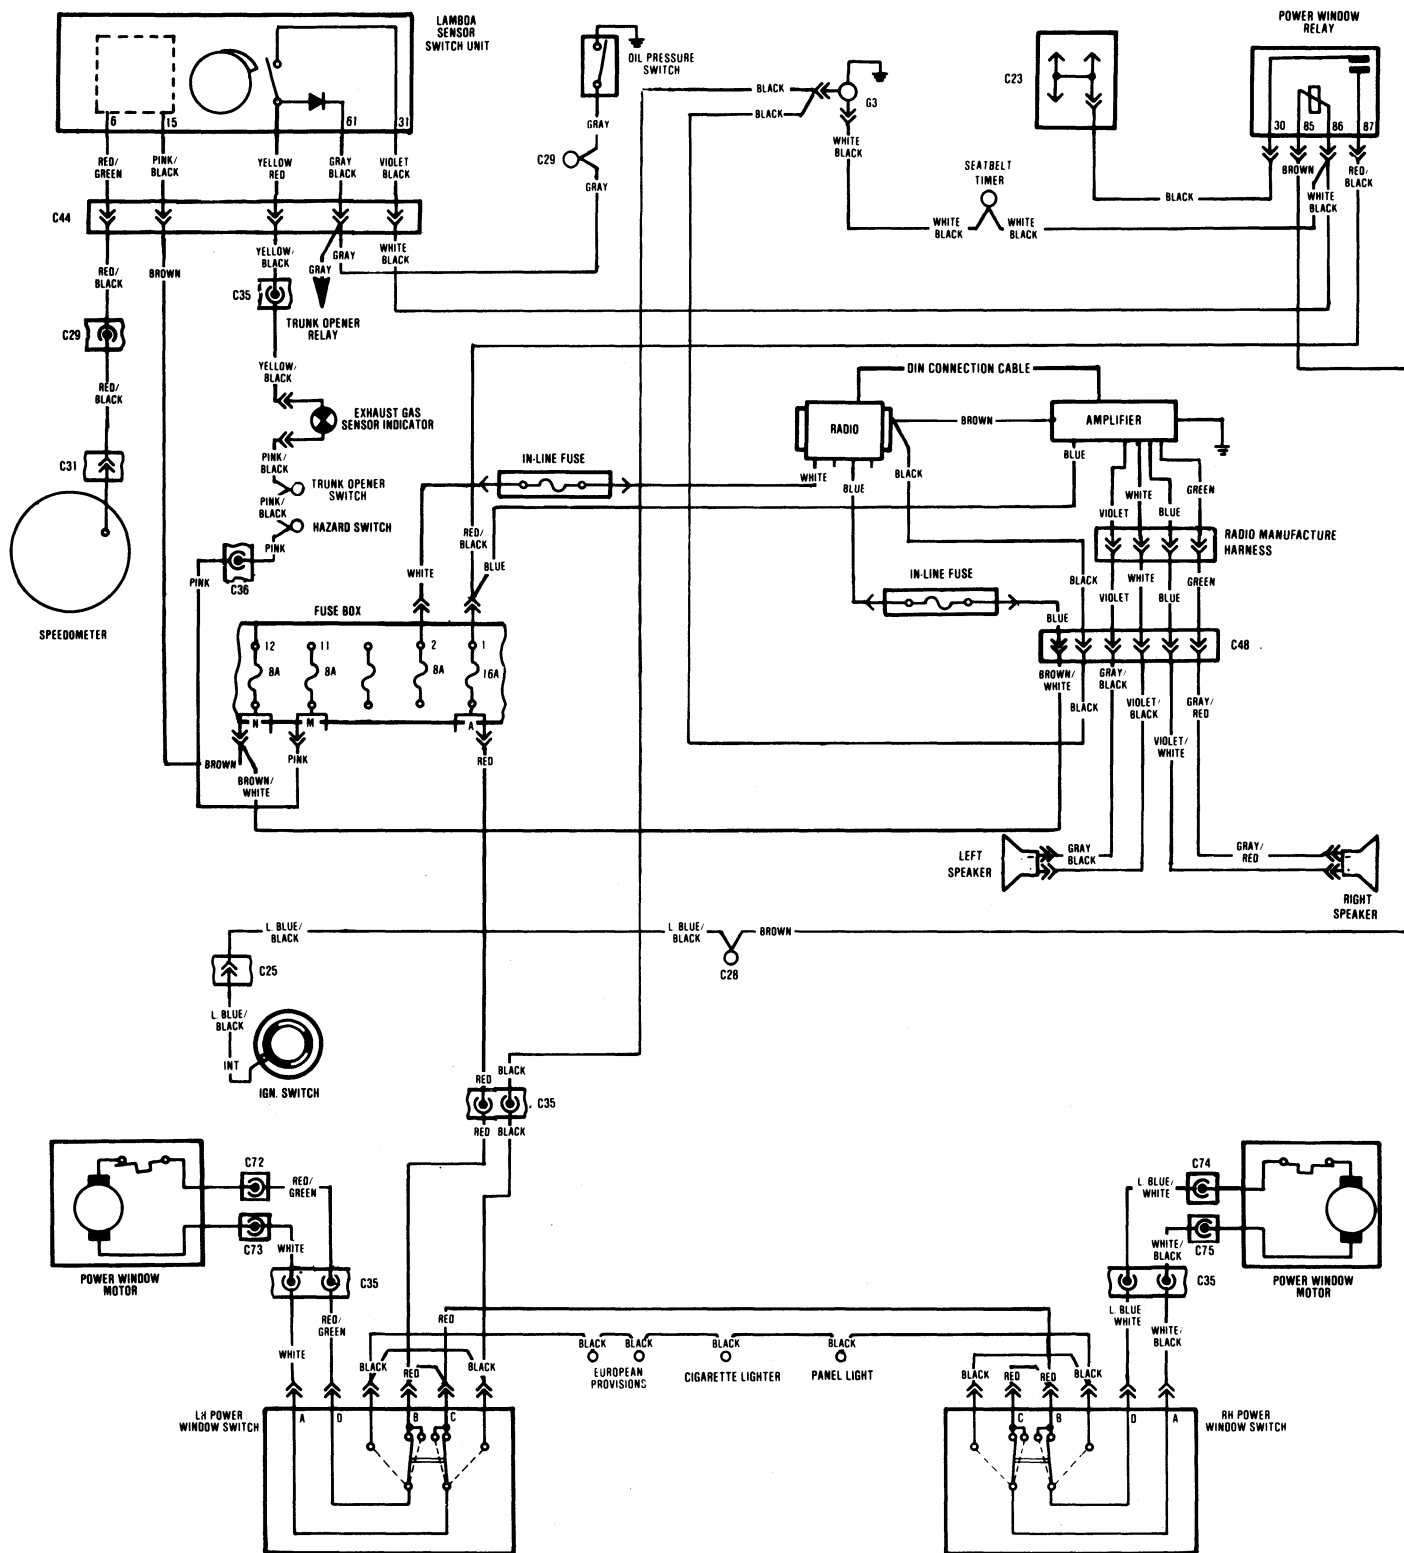 LAMBDA
SENSOR
SWITCH UNIT
6
15
61
31
RED/
GREEN
PINK/
BLACK
YELLOW
RED
GRAY
BLACK
VIOLET
BLACK
C44
RED/
BLACK
BROWN
YELLOW/
BLACK
GRAY
GRAY
WHITE
BLACK
C35
TRUNK OPENER
RELAY
C29
RED/
BLACK
C31
SPEEDOMETER
YELLOW/
BLACK
EXHAUST GAS
SENSOR INDICATOR
PINK/
BLACK
TRUNK OPENER
SWITCH
PINK/
BLACK
HAZARD SWITCH
PINK
C36
PINK
OIL PRESSURE
SWITCH
GRAY
C29
GRAY
BLACK
BLACK
G3
WHITE
BLACK
SEATBELT
TIMER
WHITE
BLACK
WHITE
BLACK
C23
BLACK
POWER WINDOW
RELAY
30
85
86
87
BROWN
WHITE
BLACK
RED/
BLACK
DIN CONNECTION CABLE
RADIO
BROWN
AMPLIFIER
WHITE
BLUE
BLACK
BLUE
VIOLET
WHITE
BLUE
GREEN
RADIO MANUFACTURE
HARNESS
IN-LINE FUSE
WHITE
RED/
BLACK
BLUE
IN-LINE FUSE
BLUE
BLACK
VIOLET
WHITE
BLUE
GREEN
C48
BROWN/
WHITE
BLACK
GRAY/
BLACK
VIOLET/
BLACK
VIOLET/
WHITE
GRAY/
RED
FUSE BOX
12
8A
11
8A
2
8A
1
16A
N
M
A
BROWN
BROWN/
WHITE
PINK
RED
LEFT
SPEAKER
GRAY
BLACK
GRAY/
RED
RIGHT
SPEAKER
L. BLUE/
BLACK
L. BLUE/
BLACK
BROWN
C28
C25
L. BLUE/
BLACK
INT
IGN. SWITCH
RED
BLACK
C35
RED
BLACK
C72
RED/
GREEN
C73
WHITE
POWER WINDOW
MOTOR
C35
RED/
GREEN
WHITE
C74
L. BLUE/
WHITE
C75
WHITE/
BLACK
POWER WINDOW
MOTOR
C35
L. BLUE
WHITE
WHITE/
BLACK
RED
BLACK
BLACK
BLACK
BLACK
EUROPEAN
PROVISIONS
CIGARETTE LIGHTER
PANEL LIGHT
BLACK
RED
BLACK
BLACK
RED
RED
BLACK
LH POWER
WINDOW SWITCH
A
D
B
C
C
B
D
A
RH POWER
WINDOW SWITCH